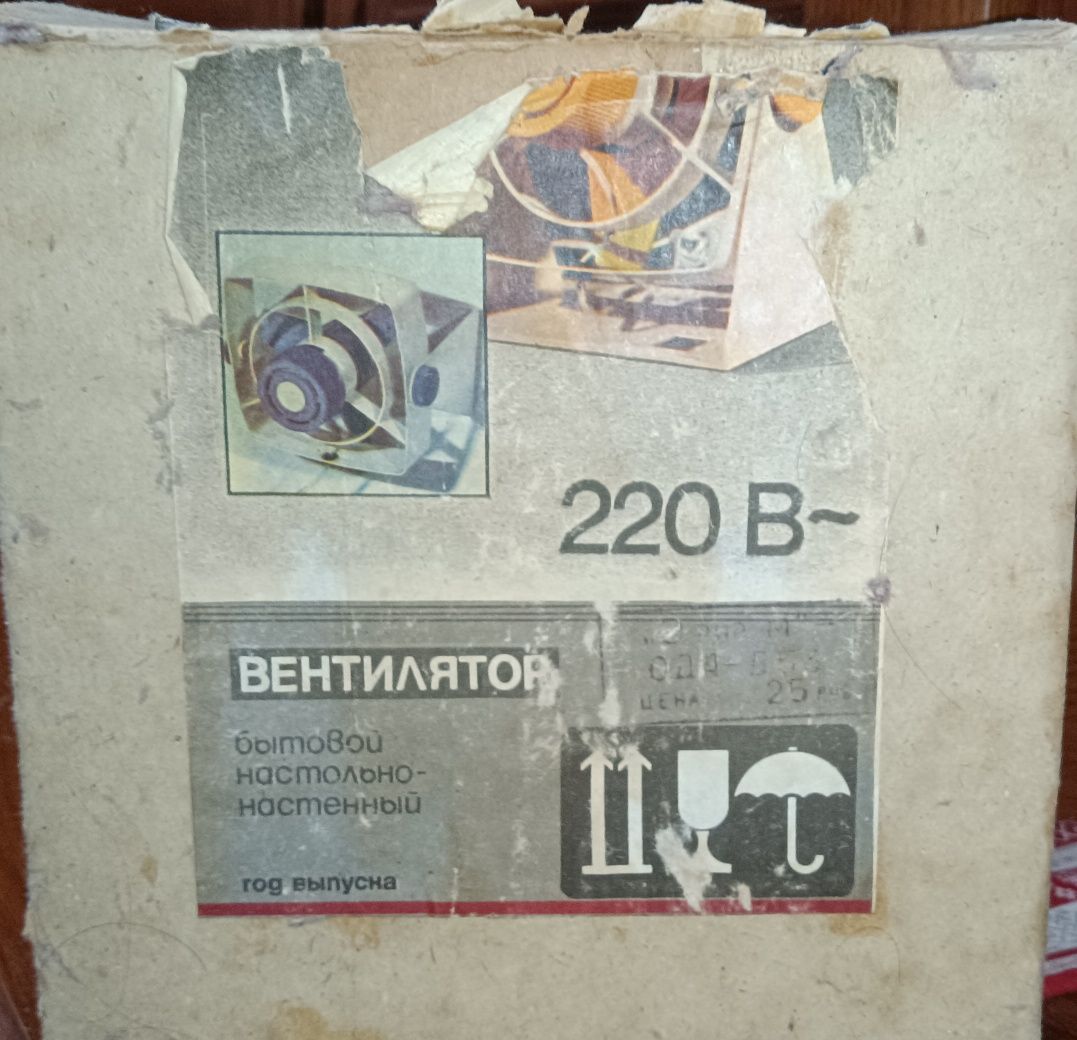 220 В~
ВЕНТИЛЯТОР
ЦЕНА 25 РУБ
бытовой
настольно-
настенный
год выпуска